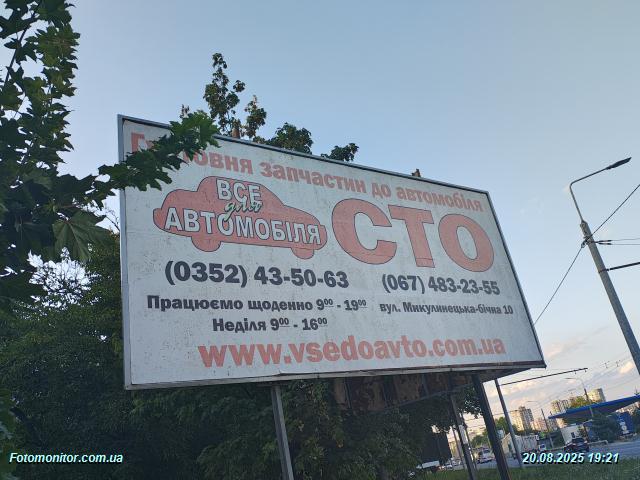 запчастин до автомобіля
ВСЕ
для
АВТОМОБІЛЯ
СТО
(0352) 43-50-63
(067) 483-23-55
Працюємо щоденно 9⁰⁰ - 19⁰⁰
вул. Микулинецька-бічна 10
Неділя 9⁰⁰ - 16⁰⁰
www.vsedoavto.com.ua
Fotomonitor.com.ua
20.08.2025 19:21